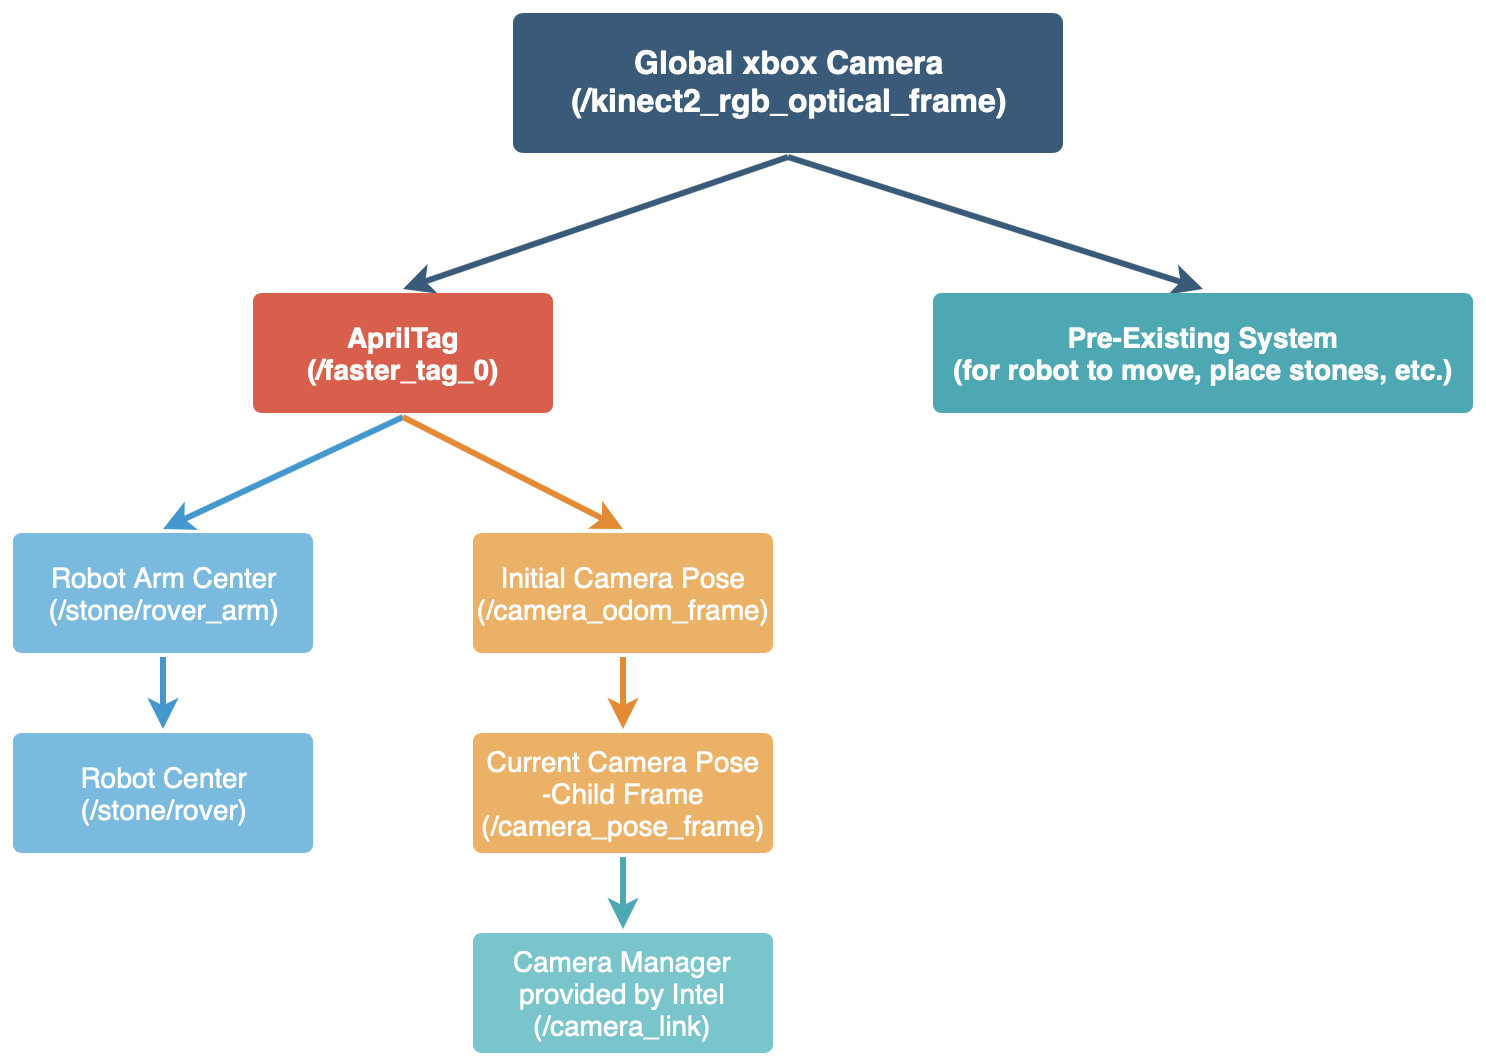 Global xbox Camera
(/kinect2_rgb_optical_frame)
AprilTag
(/faster_tag_0)
Pre-Existing System
(for robot to move, place stones, etc.)
Robot Arm Center
(/stone/rover_arm)
Initial Camera Pose
(/camera_odom_frame)
Robot Center
(/stone/rover)
Current Camera Pose
-Child Frame
(/camera_pose_frame)
Camera Manager
provided by Intel
(/camera_link)